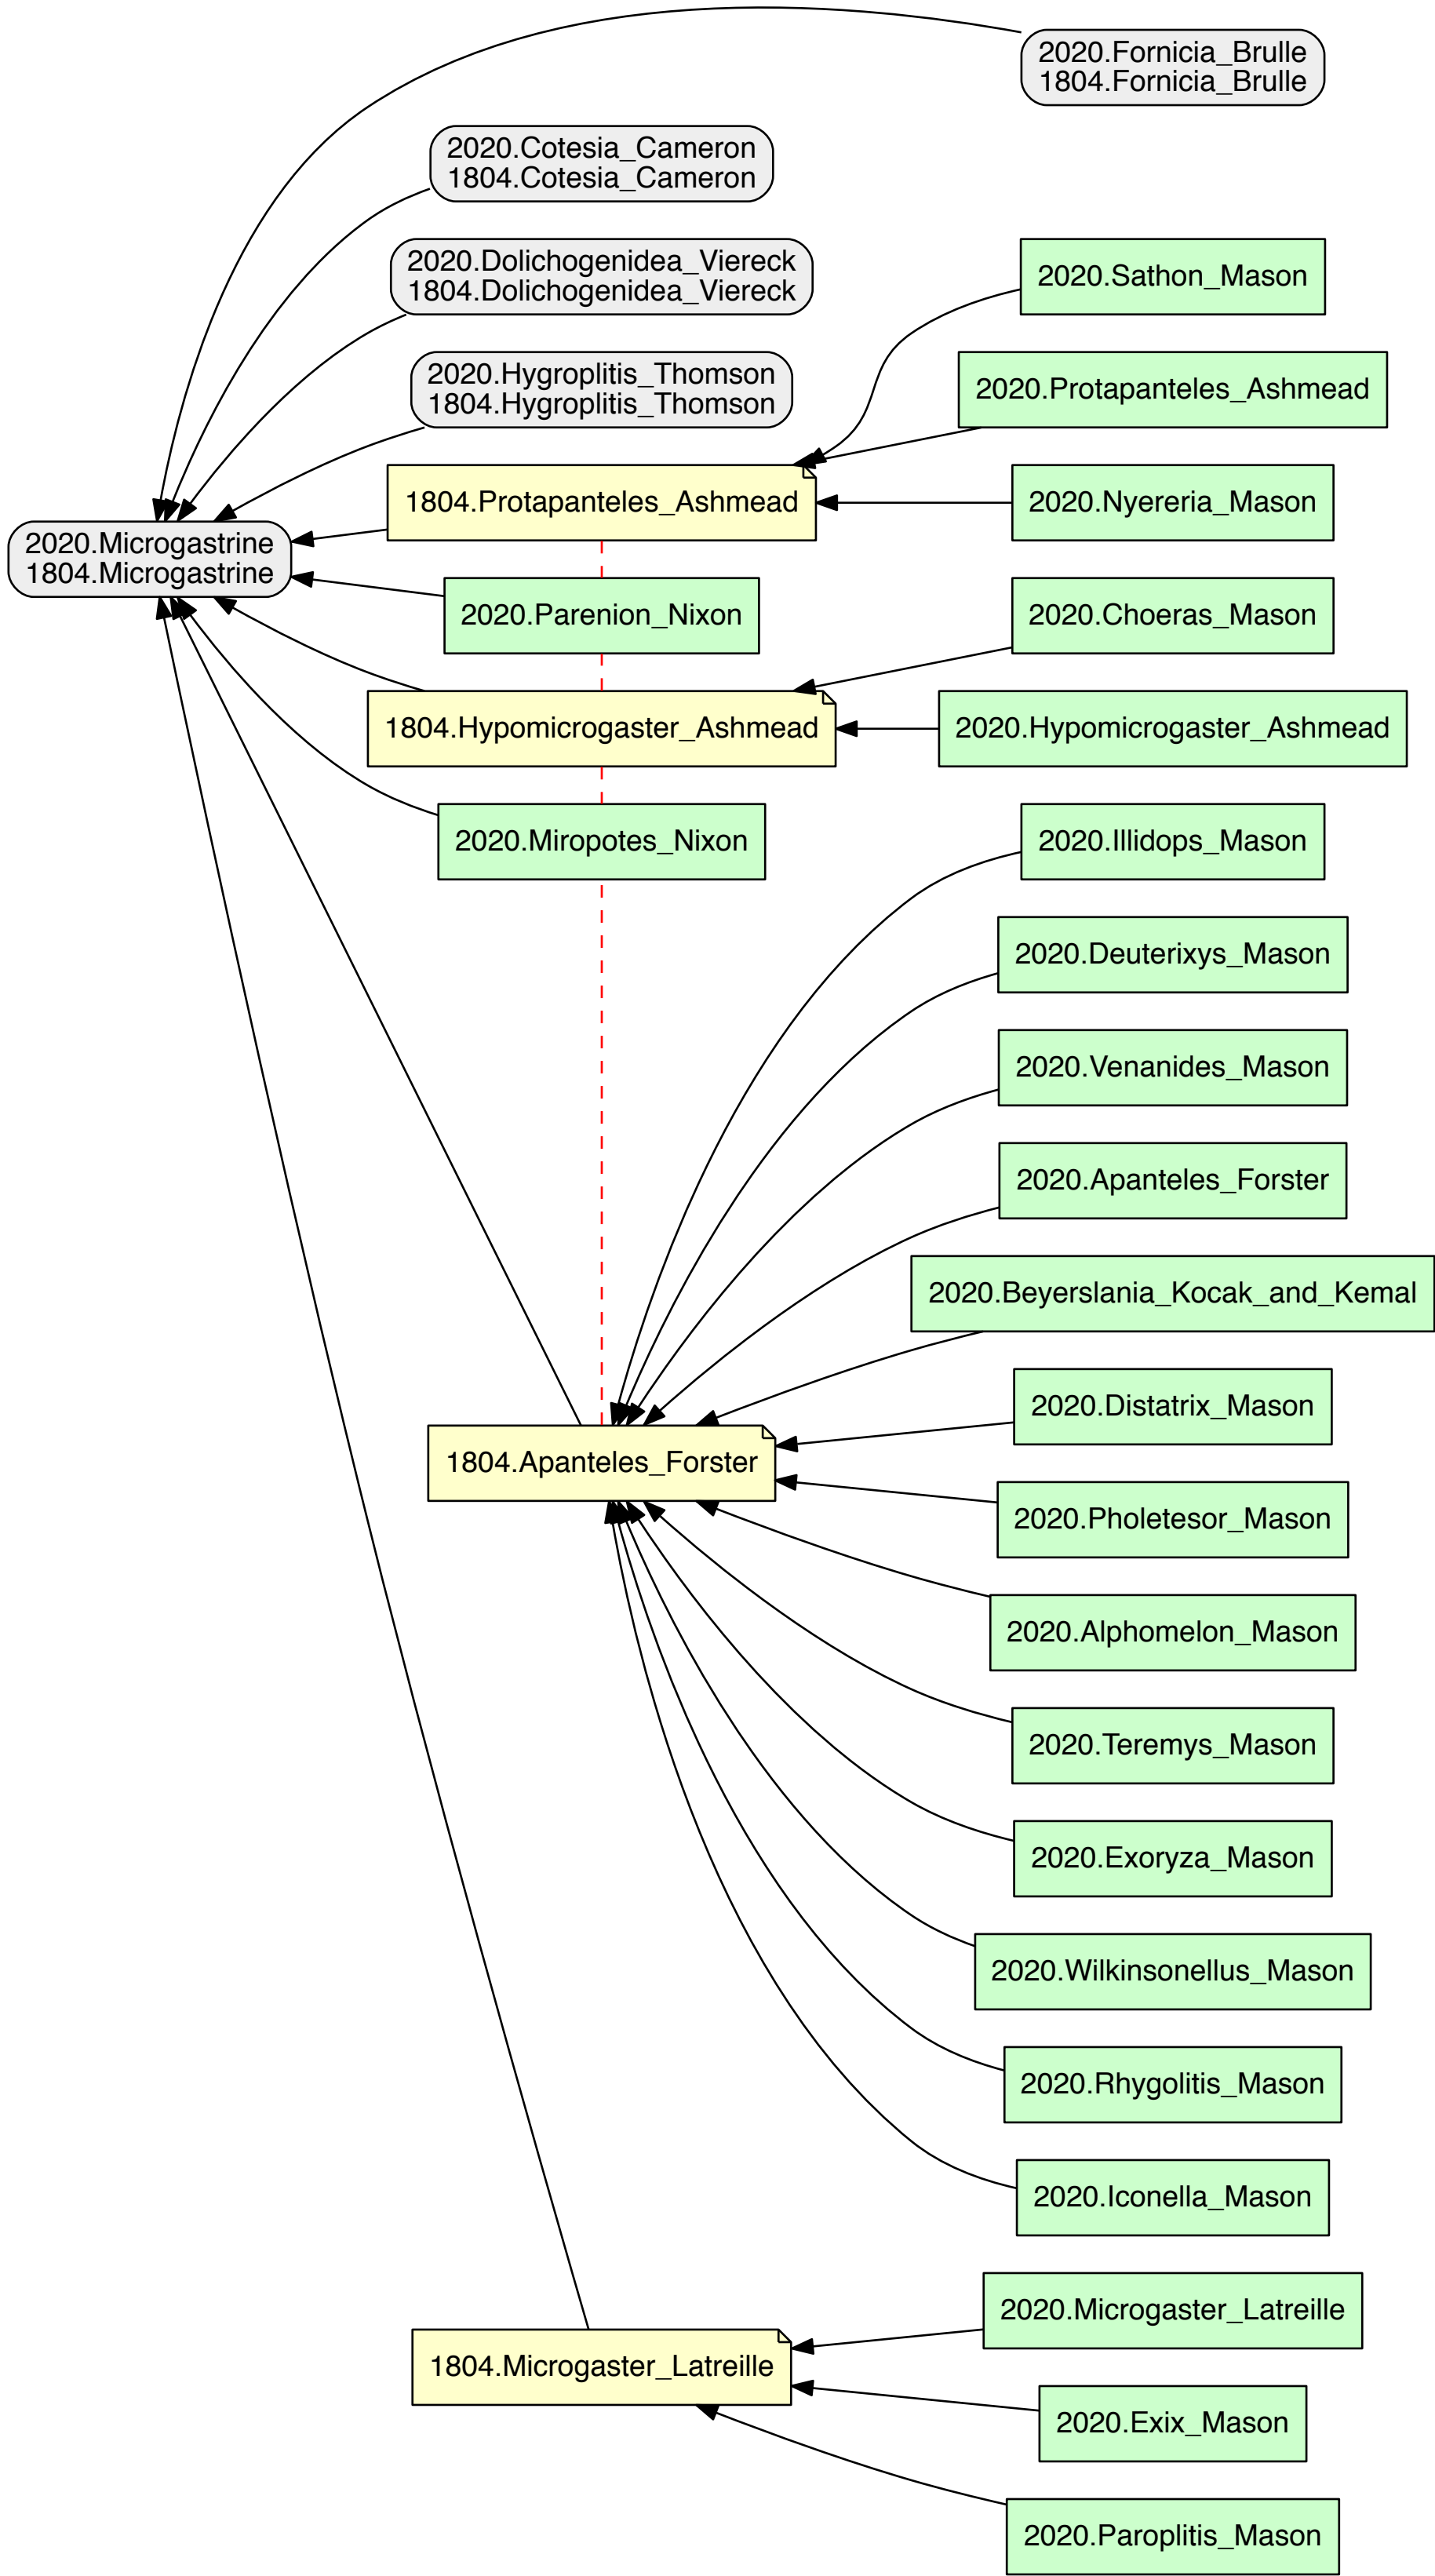 2020.Fornicia_Brulle
1804.Fornicia_Brulle
2020.Cotesia_Cameron
1804.Cotesia_Cameron
2020.Dolichogenidea_Viereck
1804.Dolichogenidea_Viereck
2020.Sathon_Mason
2020.Hygroplitis_Thomson
1804.Hygroplitis_Thomson
2020.Protapanteles_Ashmead
1804.Protapanteles_Ashmead
2020.Nyereria_Mason
2020.Microgastrine
1804.Microgastrine
2020.Parenion_Nixon
2020.Choeras_Mason
1804.Hypomicrogaster_Ashmead
2020.Hypomicrogaster_Ashmead
2020.Miropotes_Nixon
2020.Illidops_Mason
2020.Deuterixys_Mason
2020.Venanides_Mason
2020.Apanteles_Forster
2020.Beyerslania_Kocak_and_Kemal
2020.Distatrix_Mason
1804.Apanteles_Forster
2020.Pholetesor_Mason
2020.Alphomelon_Mason
2020.Teremys_Mason
2020.Exoryza_Mason
2020.Wilkinsonellus_Mason
2020.Rhygolitis_Mason
2020.Iconella_Mason
2020.Microgaster_Latreille
1804.Microgaster_Latreille
2020.Exix_Mason
2020.Paroplitis_Mason